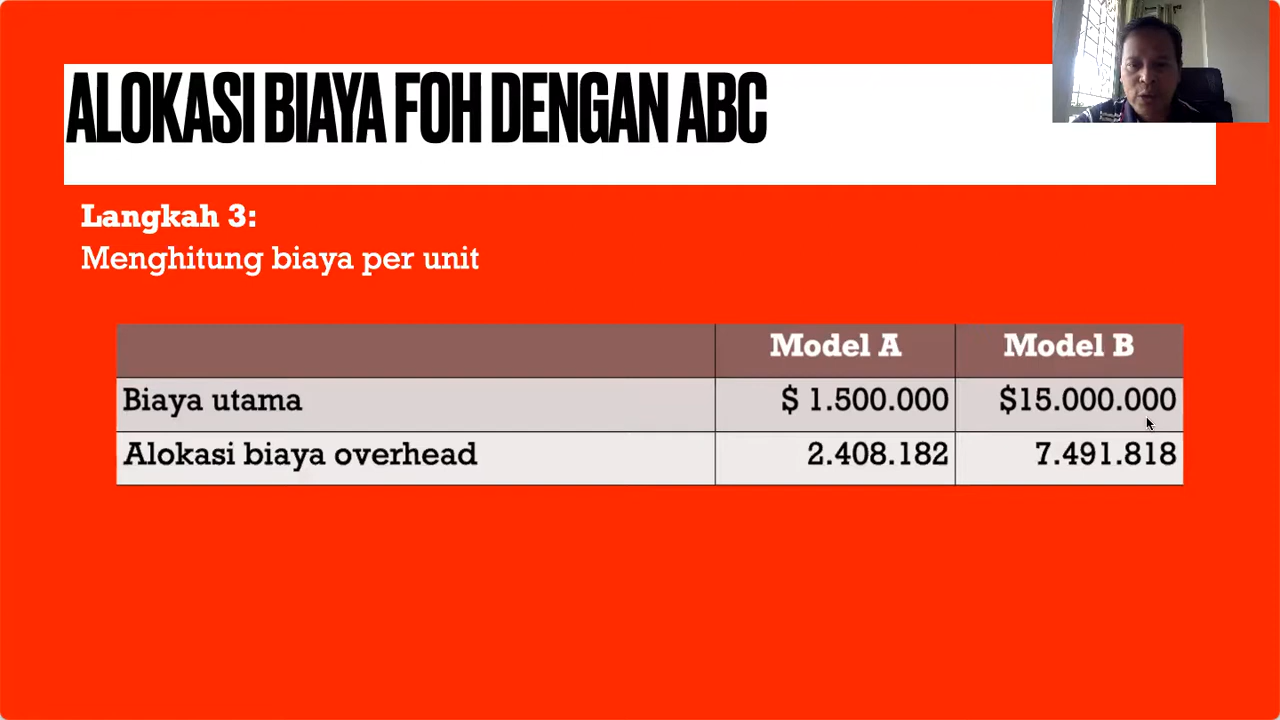 ALOKASI BIAYA FOH DENGAN ABC
Langkah 3:
Menghitung biaya per unit
Model A Model B
Biaya utama $ 1.500.000 $15.000.000
Alokasi biaya overhead 2.408.182 7.491.818